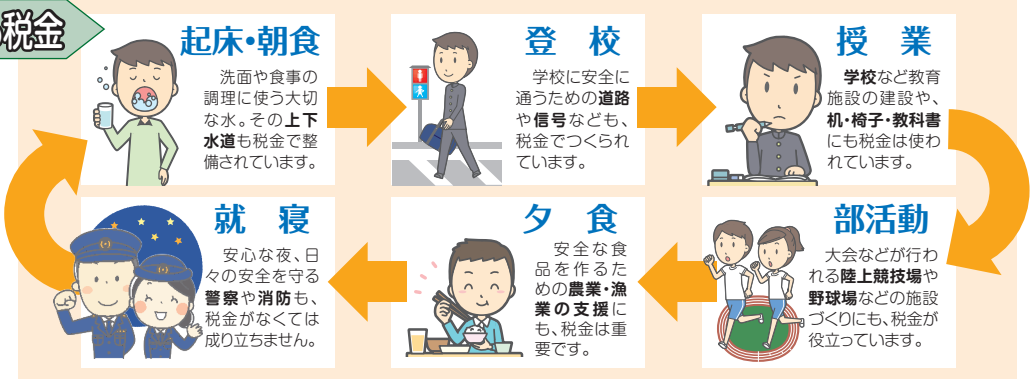 税金
起床・朝食
洗面や食事の
調理に使う大切
な水。その上下
水道も税金で整
備されています。
登 校
学校に安全に
通うための道路
や信号なども、
税金でつくられ
ています。
授 業
学校など教育
施設の建設や、
机・椅子・教科書
にも税金は使わ
れています。
部活動
大会などが行わ
れる陸上競技場や
野球場などの施設
づくりにも、税金が
役立っています。
夕 食
安全な食
品を作るた
めの農業・漁
業の支援に
も、税金は重
要です。
就 寝
安心な夜、日
々の安全を守る
警察や消防も、
税金がなくては
成り立ちません。